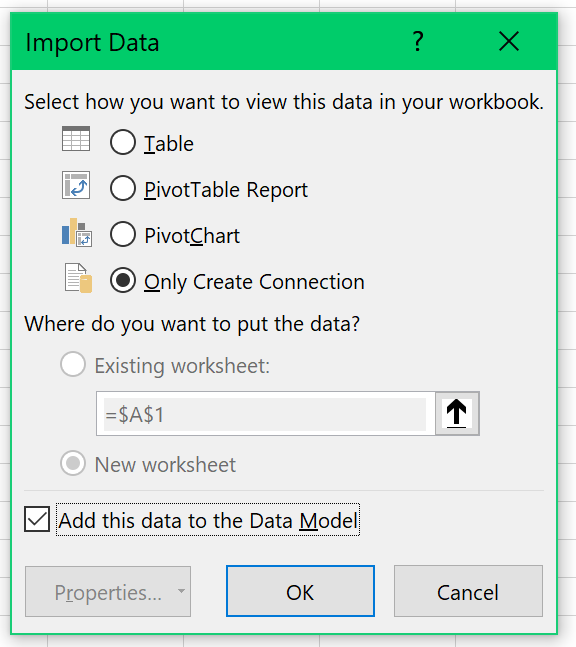 Import Data ?
Select how you want to view this data in your workbook.
Table
PivotTable Report
PivotChart
Only Create Connection
Where do you want to put the data?
Existing worksheet:
=$A$1
New worksheet
Add this data to the Data Model
Properties... OK Cancel